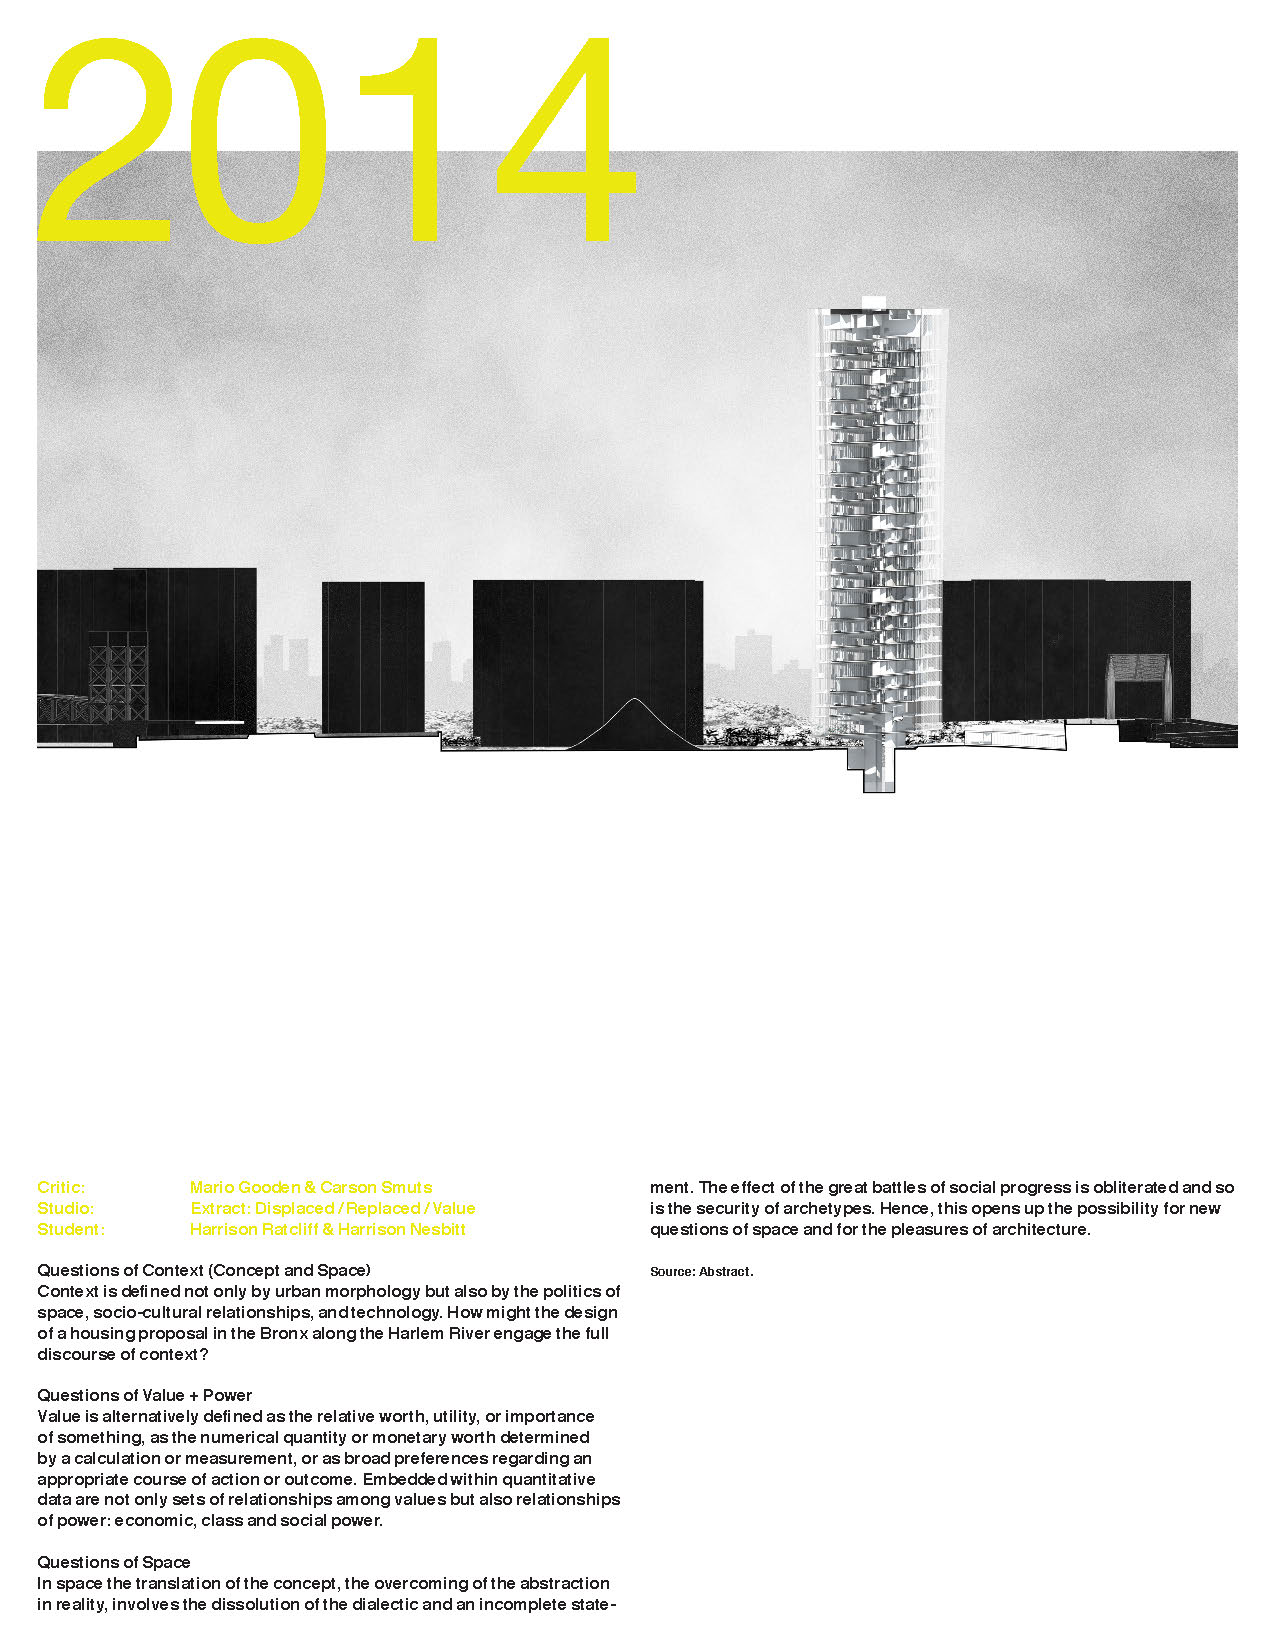 2014
Critic: Mario Gooden & Carson Smuts
Studio: Extract: Displaced / Replaced / Value
Student: Harrison Ratcliff & Harrison Nesbitt
Questions of Context (Concept and Space)
Context is defined not only by urban morphology but also by the politics of
space, socio-cultural relationships, and technology. How might the design
of a housing proposal in the Bronx along the Harlem River engage the full
discourse of context?
Questions of Value + Power
Value is alternatively defined as the relative worth, utility, or importance
of something, as the numerical quantity or monetary worth determined
by a calculation or measurement, or as broad preferences regarding an
appropriate course of action or outcome. Embedded within quantitative
data are not only sets of relationships among values but also relationships
of power: economic, class and social power.
Questions of Space
In space the translation of the concept, the overcoming of the abstraction
in reality, involves the dissolution of the dialectic and an incomplete state-
ment. The effect of the great battles of social progress is obliterated and so
is the security of archetypes. Hence, this opens up the possibility for new
questions of space and for the pleasures of architecture.
Source: Abstract.